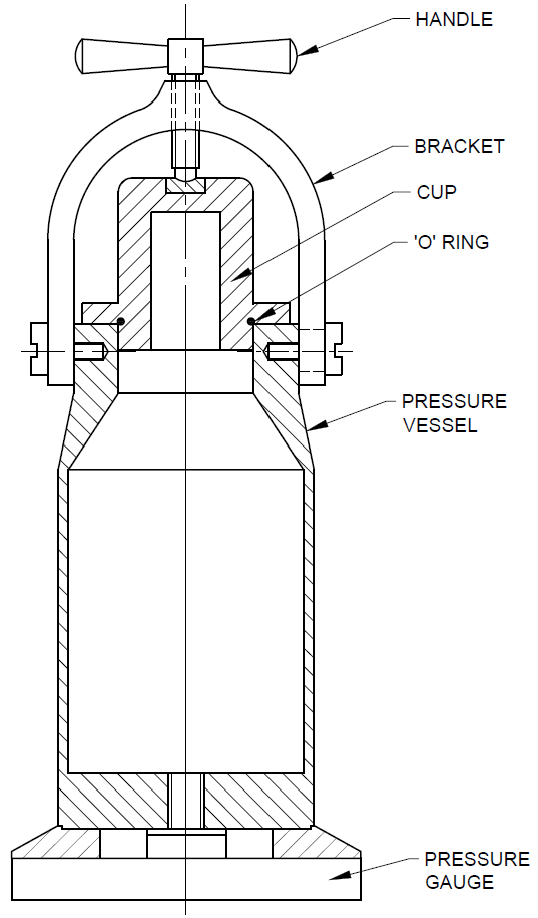 HANDLE
BRACKET
CUP
'O' RING
PRESSURE
VESSEL
PRESSURE
GAUGE